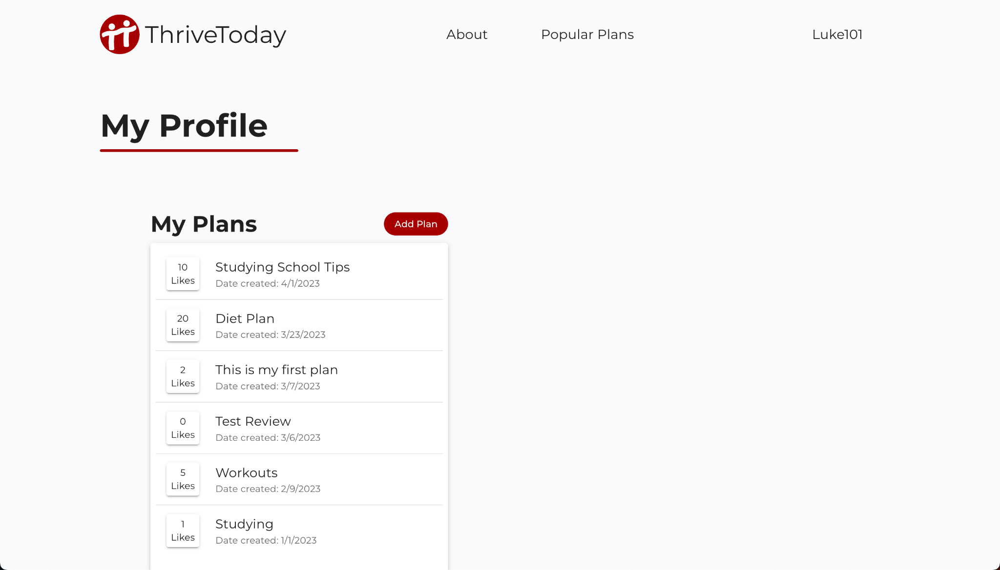 ThriveToday
About
Popular Plans
Luke101
My Profile
My Plans
Add Plan
10
Likes
Studying School Tips
Date created: 4/1/2023
20
Likes
Diet Plan
Date created: 3/23/2023
2
Likes
This is my first plan
Date created: 3/7/2023
0
Likes
Test Review
Date created: 3/6/2023
5
Likes
Workouts
Date created: 2/9/2023
1
Likes
Studying
Date created: 1/1/2023